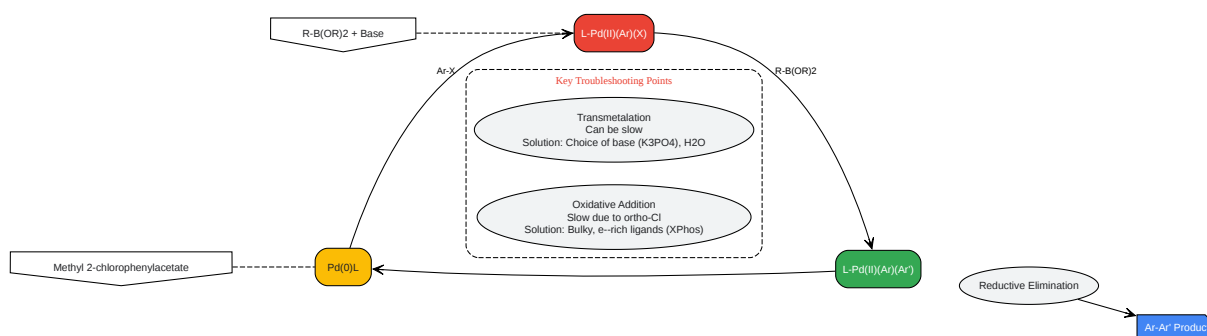 R-B(OR)2 + Base
L-Pd(II)(Ar)(X)
Ar-X
R-B(OR)2
Key Troubleshooting Points
Transmetalation
Can be slow
Solution: Choice of base (K3PO4), H2O
Oxidative Addition
Slow due to ortho-Cl
Solution: Bulky, e--rich ligands (XPhos)
Methyl 2-chlorophenylacetate
Pd(0)L
L-Pd(II)(Ar)(Ar')
Reductive Elimination
Ar-Ar' Product